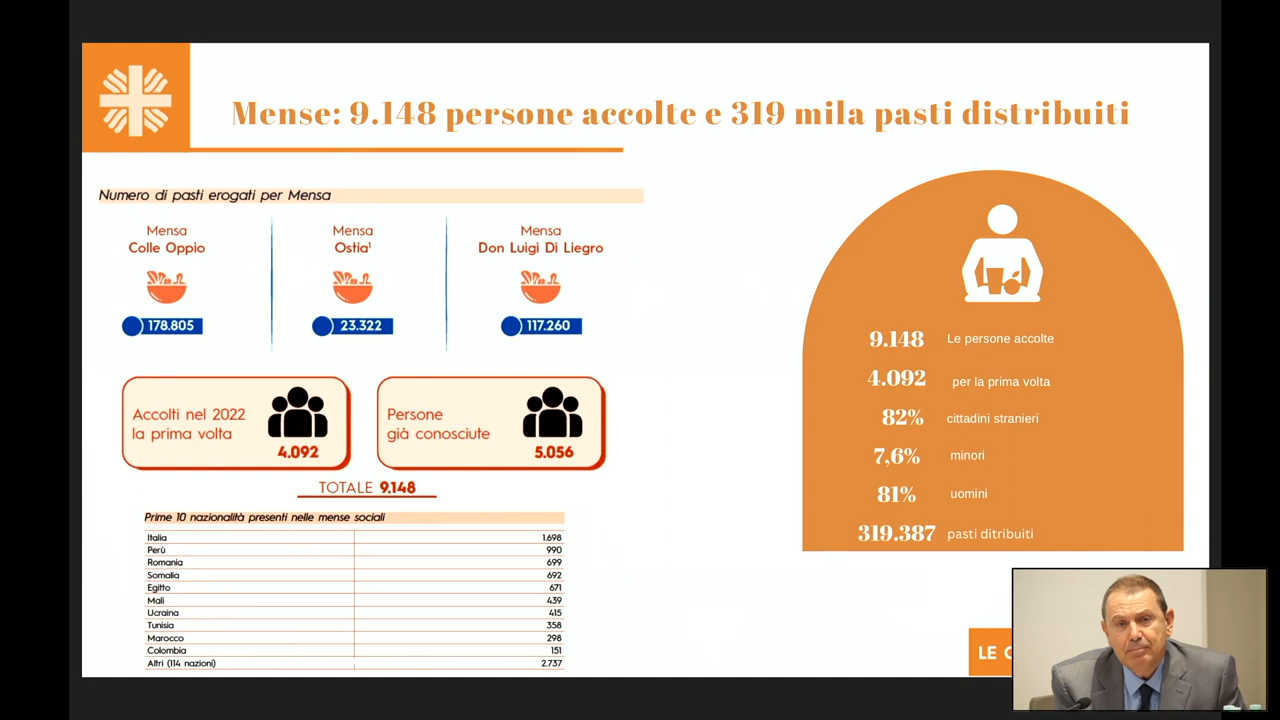 Mense: 9.148 persone accolte e 319 mila pasti distribuiti
Numero di pasti erogati per Mensa
Mensa
Colle Oppio
178.805
Mensa
Ostia¹
23.322
Mensa
Don Luigi Di Liegro
117.260
Accolti nel 2022
la prima volta
4.092
Persone
già conosciute
5.056
TOTALE 9.148
Prime 10 nazionalità presenti nelle mense sociali
Italia 1.698
Perù 990
Romania 699
Somalia 692
Egitto 671
Mali 439
Ucraina 415
Tunisia 358
Marocco 298
Colombia 151
Altri (114 nazioni) 2.737
9.148 Le persone accolte
4.092 per la prima volta
82% cittadini stranieri
7,6% minori
81% uomini
319.387 pasti ditribuiti
LE